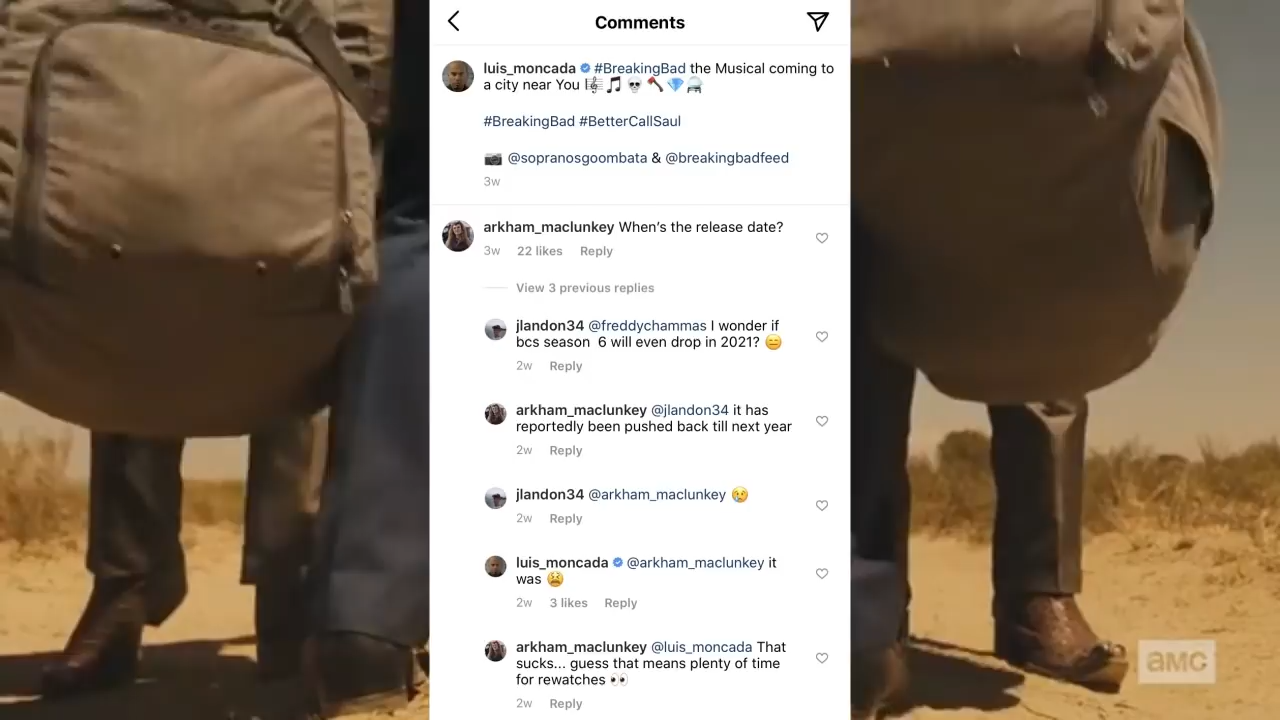 Comments
luis_moncada #BreakingBad the Musical coming to
a city near You 🎼🎵💀🪓💎⚗️
#BreakingBad #BetterCallSaul
📷 @sopranosgoombata & @breakingbadfeed
3w
arkham_maclunkey When's the release date?
3w 22 likes Reply
View 3 previous replies
jlandon34 @freddychammas I wonder if
bcs season 6 will even drop in 2021? 😑
2w Reply
arkham_maclunkey @jlandon34 it has
reportedly been pushed back till next year
2w Reply
jlandon34 @arkham_maclunkey 😢
2w Reply
luis_moncada @arkham_maclunkey it
was 😫
2w 3 likes Reply
arkham_maclunkey @luis_moncada That
sucks... guess that means plenty of time
for rewatches 👀
2w Reply
amc